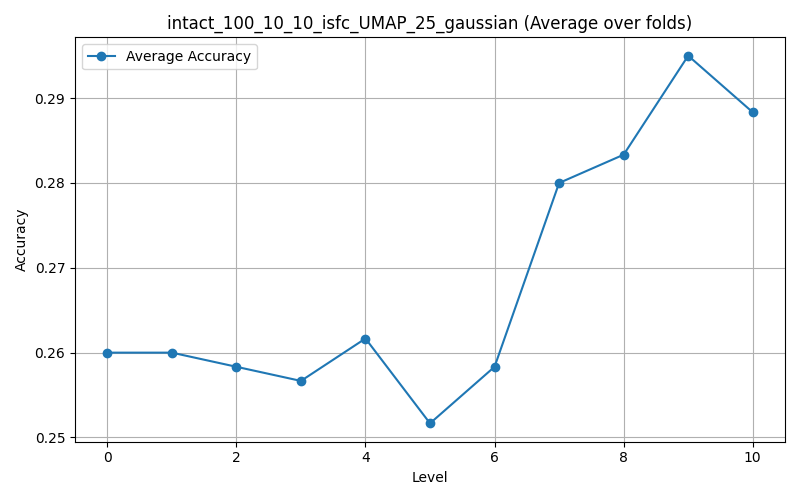 intact_100_10_10_isfc_UMAP_25_gaussian (Average over folds)
Average Accuracy
0.29
0.28
0.27
0.26
0.25
Accuracy
0 2 4 6 8 10
Level